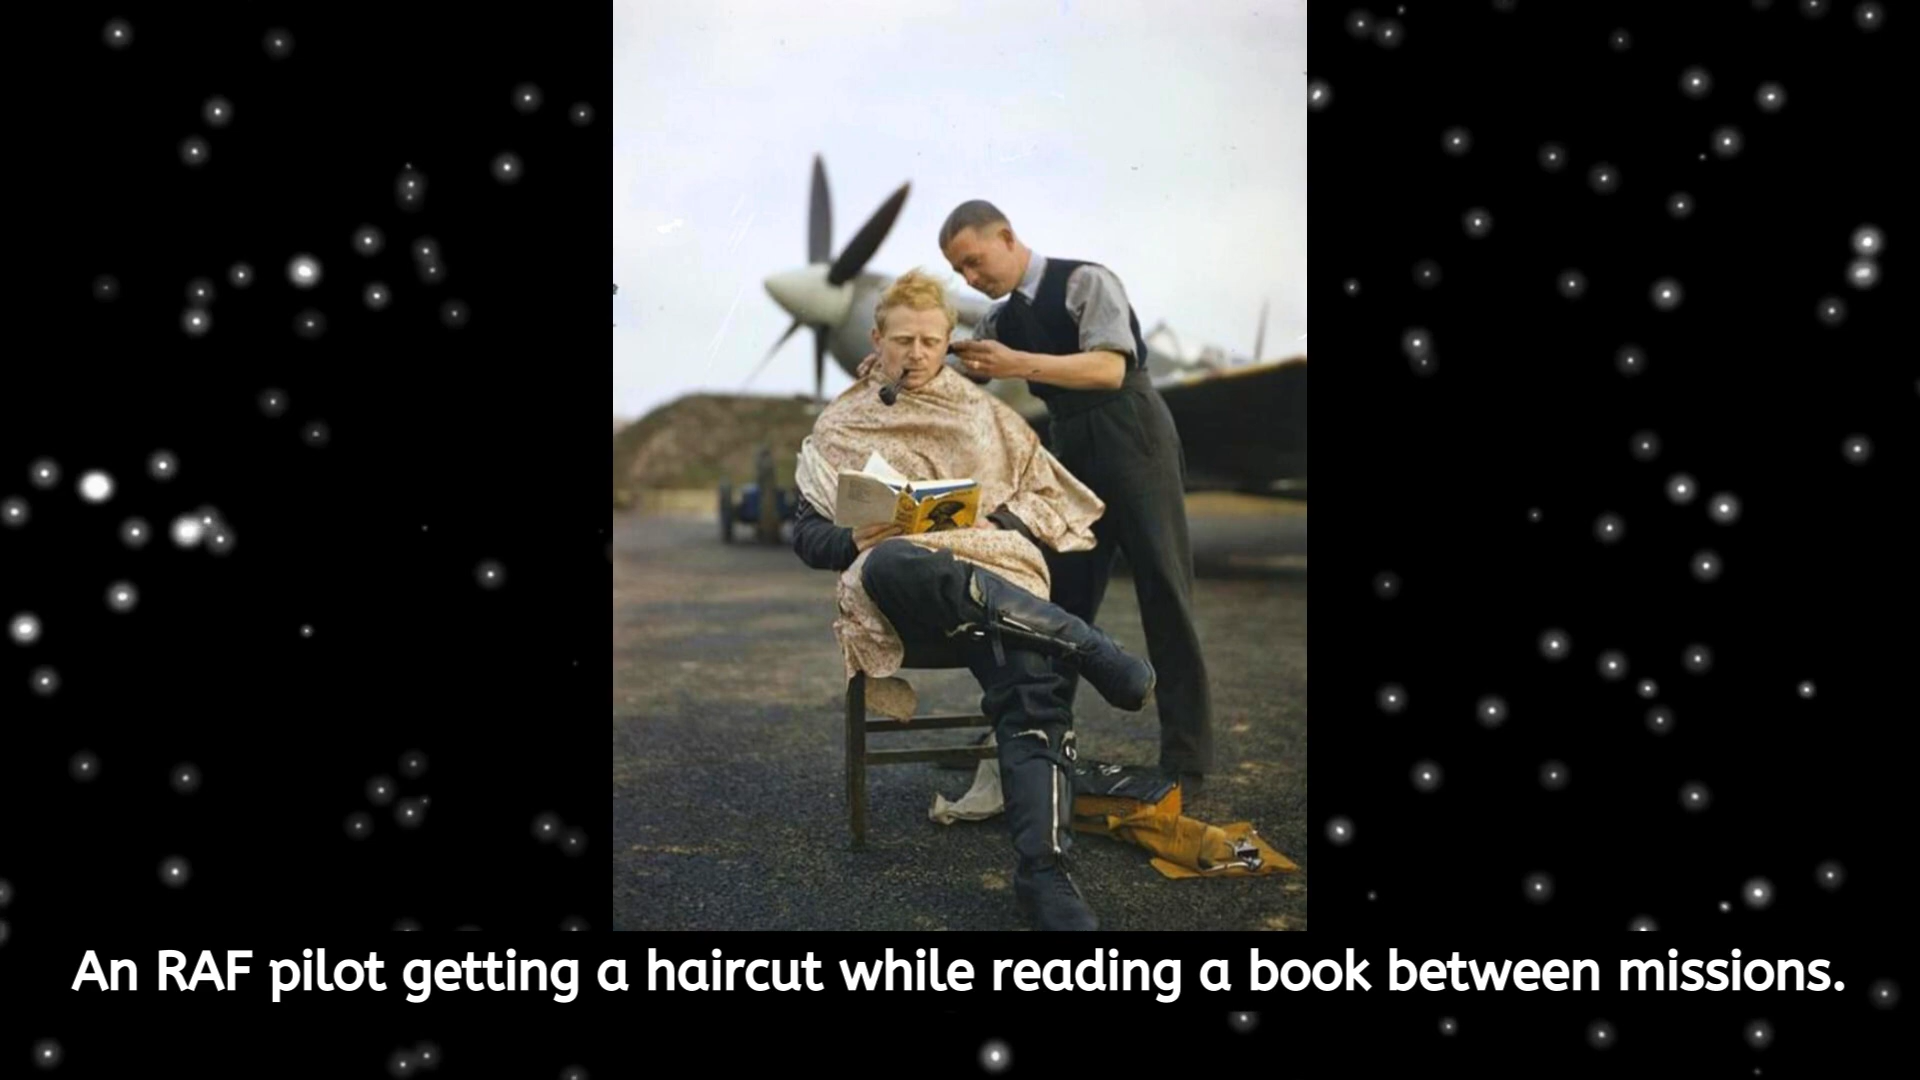 An RAF pilot getting a haircut while reading a book between missions.